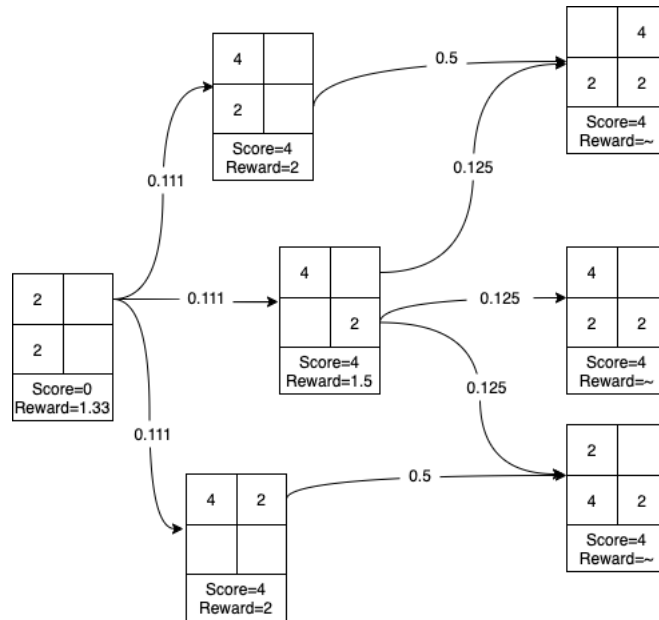 4
2
Score=4
Reward=2
0.5
4
2 2
Score=4
Reward=~
0.111
0.125
2
2
Score=0
Reward=1.33
0.111
4
2
Score=4
Reward=1.5
0.125
4
2 2
Score=4
Reward=~
0.125
0.111
4 2
Score=4
Reward=2
0.5
2
4 2
Score=4
Reward=~